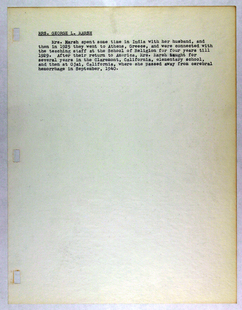 MRS. GEORGE L. MARSH
Mrs. Marsh spent some time in India with her husband, and
then in 1925 they went to Athens, Greece, and were connected with
the teaching staff at the School of Religion for four years till
1929. After their return to America, Mrs. Marsh taught for
several years in the Claremont, California, elementary school,
and then at Ojai, California, where she passed away from cerebral
hemorrhage in September, 1940.